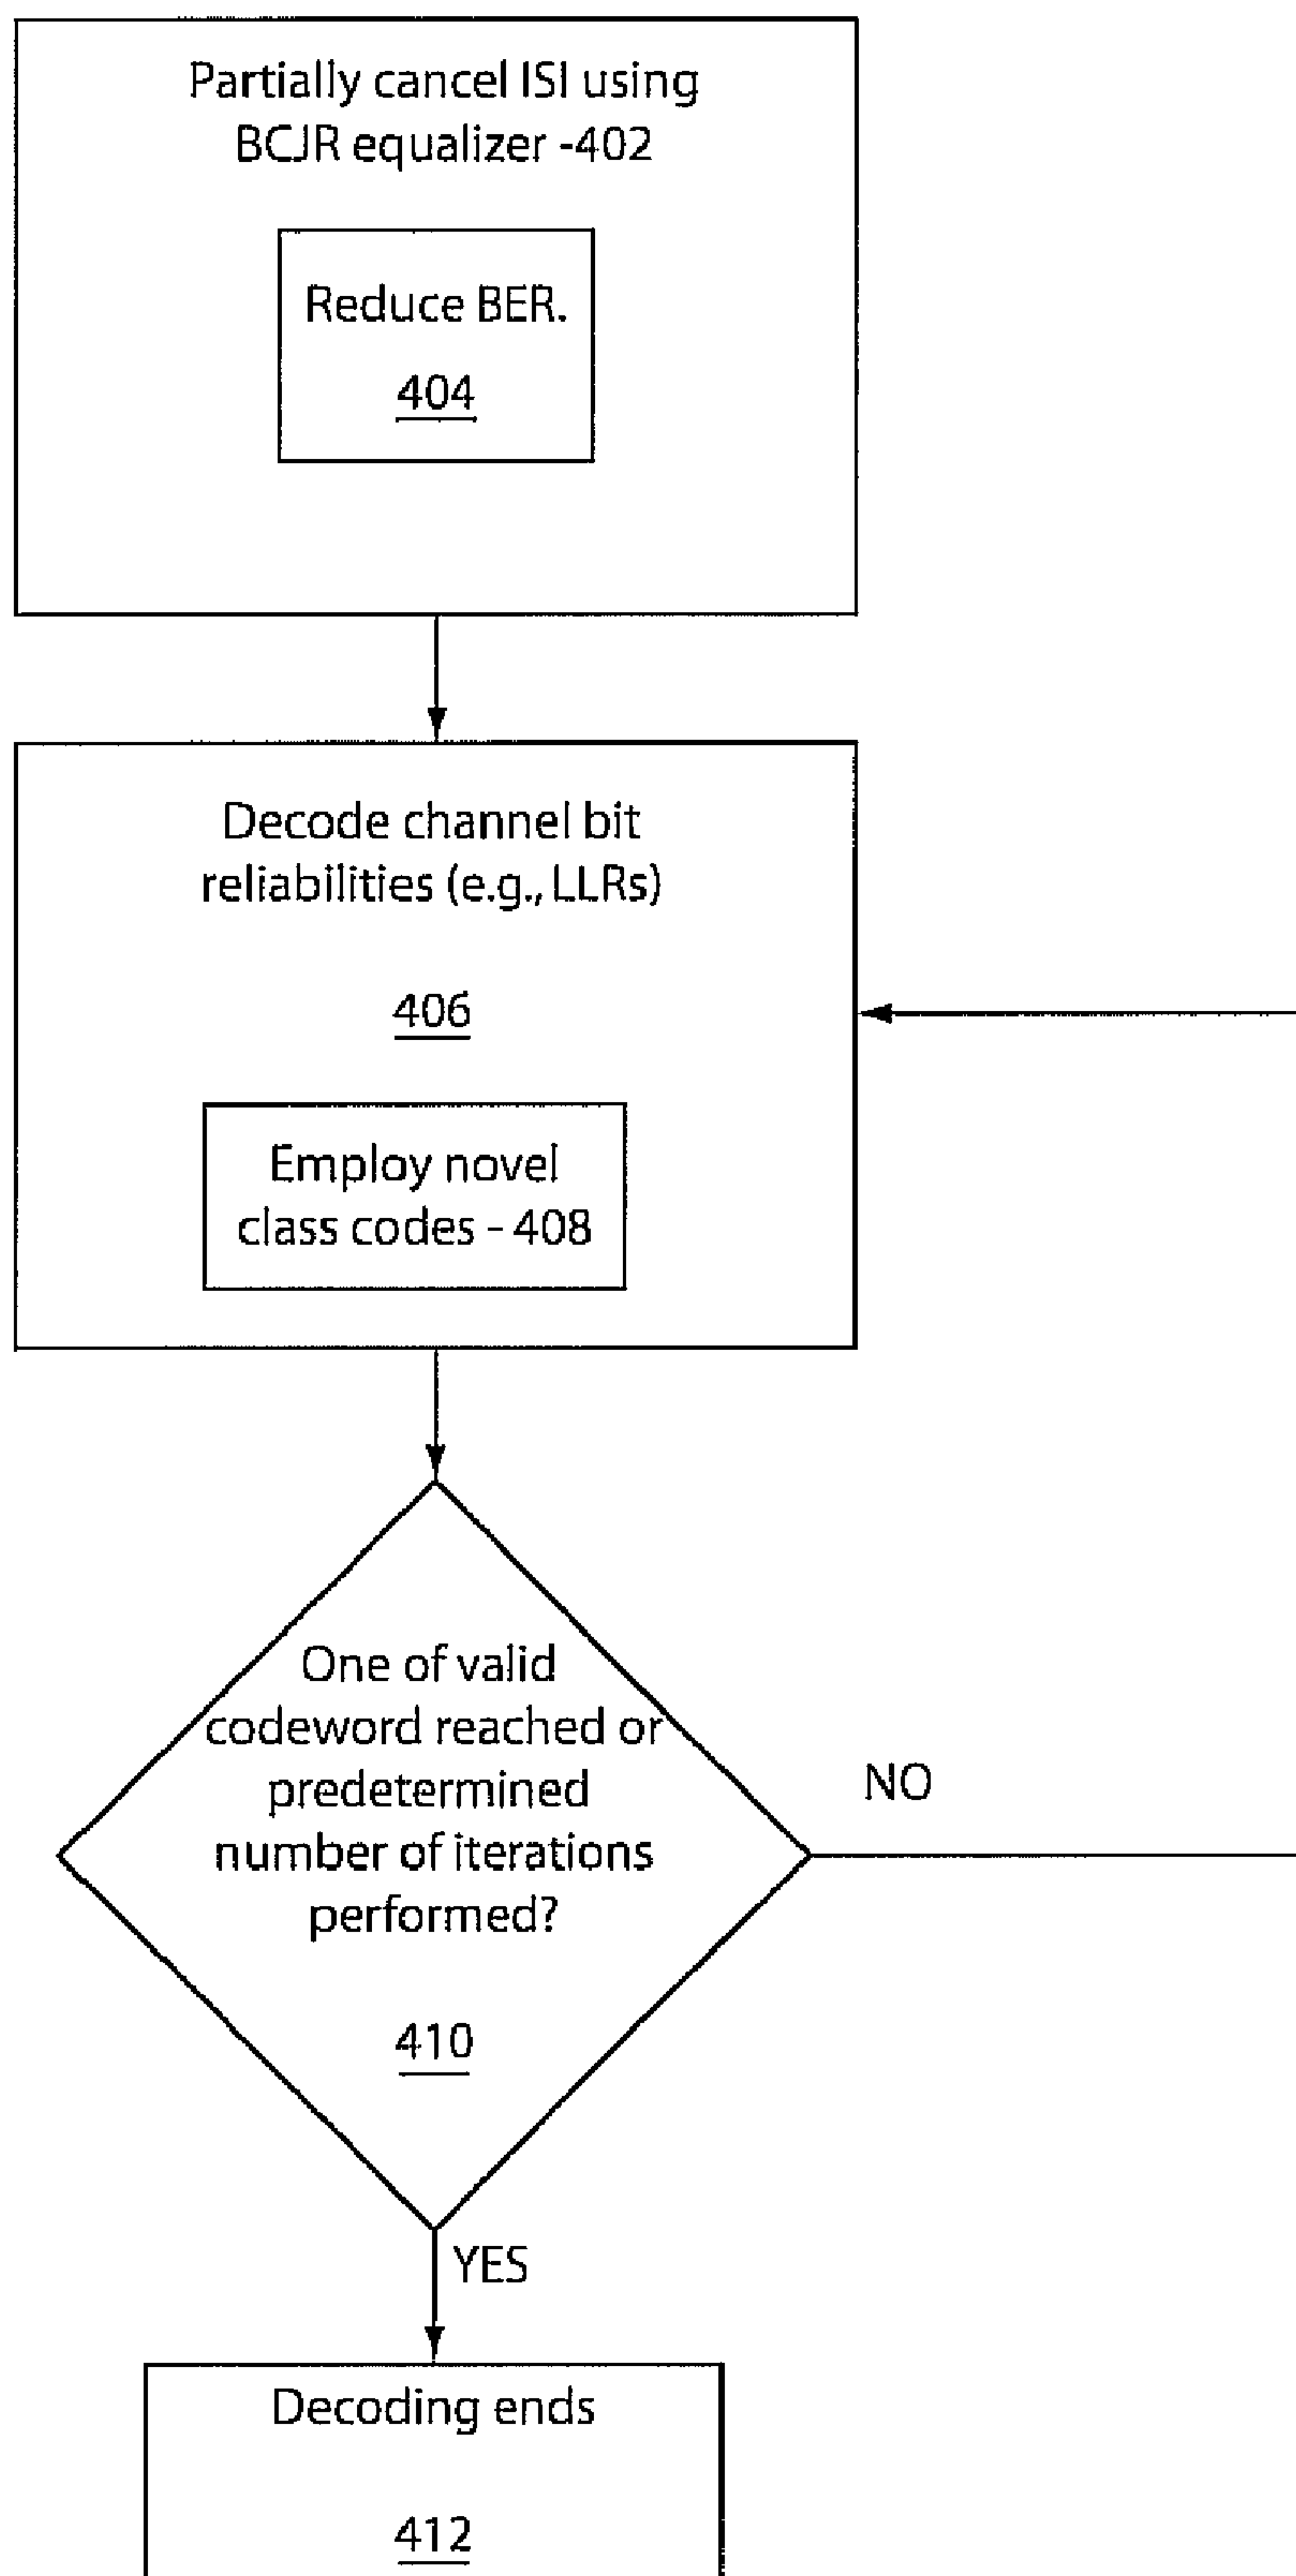 Partially cancel ISI using
BCJR equalizer -402
Reduce BER.
404
Decode channel bit
reliabilities (e.g., LLRs)
406
Employ novel
class codes - 408
One of valid
codeword reached or
predetermined
number of iterations
performed?
410
NO
YES
Decoding ends
412